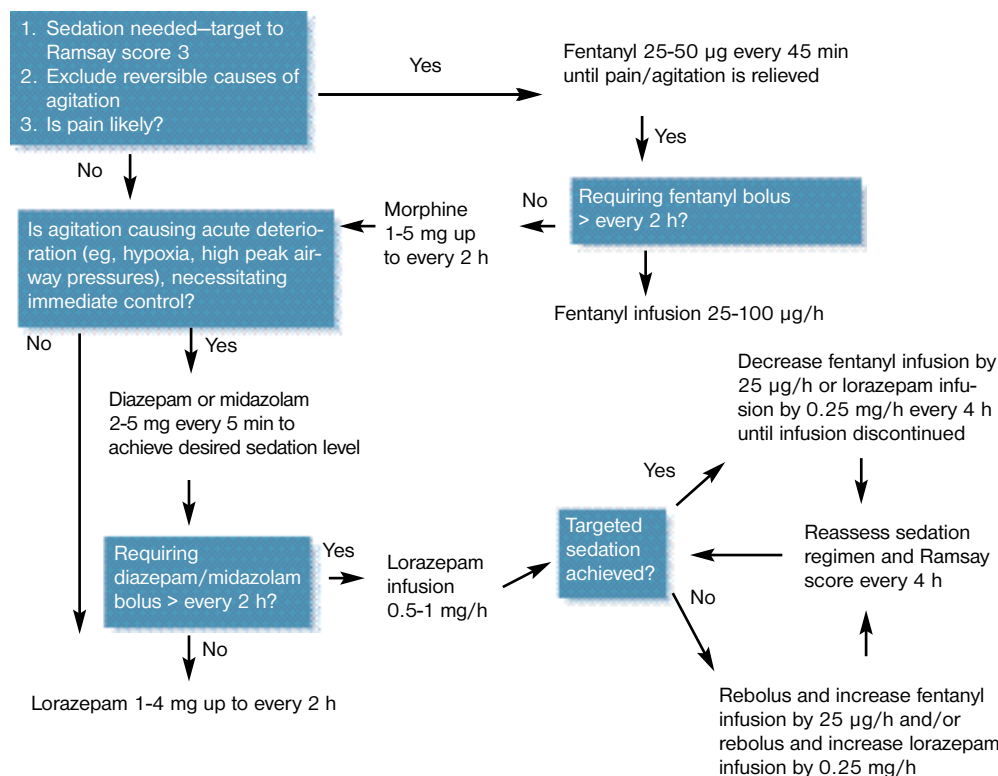 1. Sedation needed—target to
Ramsay score 3
2. Exclude reversible causes of
agitation
3. Is pain likely?
Yes
Fentanyl 25-50 µg every 45 min
until pain/agitation is relieved
Yes
No
Requiring fentanyl bolus
> every 2 h?
No
Morphine
1-5 mg up
to every 2 h
Is agitation causing acute deterio-
ration (eg, hypoxia, high peak air-
way pressures), necessitating
immediate control?
Fentanyl infusion 25-100 µg/h
No
Yes
Diazepam or midazolam
2-5 mg every 5 min to
achieve desired sedation level
Decrease fentanyl infusion by
25 µg/h or lorazepam infu-
sion by 0.25 mg/h every 4 h
until infusion discontinued
Yes
Requiring
diazepam/midazolam
bolus > every 2 h?
Yes
Lorazepam
infusion
0.5-1 mg/h
Targeted
sedation
achieved?
Reassess sedation
regimen and Ramsay
score every 4 h
No
No
Lorazepam 1-4 mg up to every 2 h
Rebolus and increase fentanyl
infusion by 25 µg/h and/or
rebolus and increase lorazepam
infusion by 0.25 mg/h